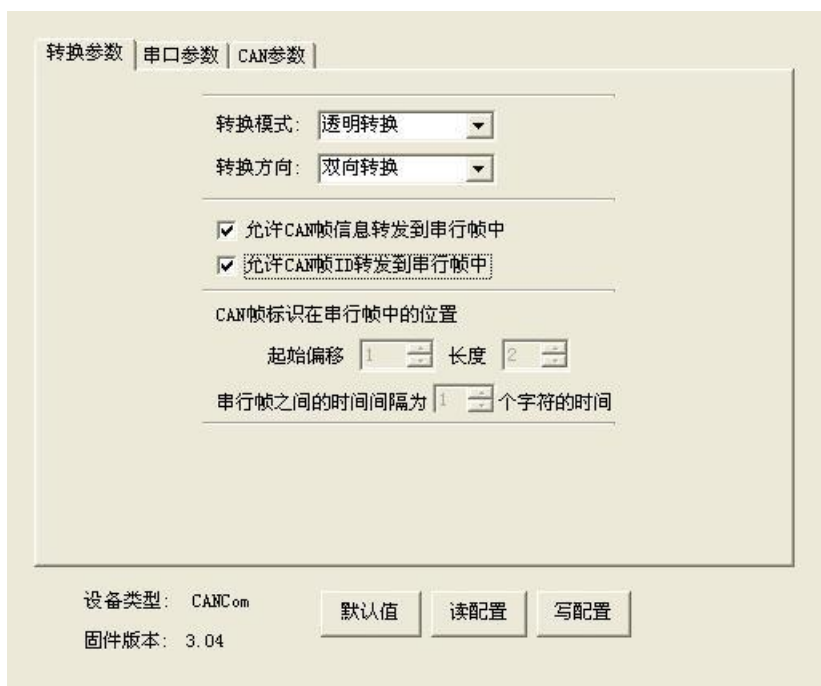 转换参数 串口参数 CAN参数
转换模式: 透明转换
转换方向: 双向转换
允许CAN帧信息转发到串行帧中
允许CAN帧ID转发到串行帧中
CAN帧标识在串行帧中的位置
起始偏移 1 长度 2
串行帧之间的时间间隔为 1 个字符的时间
设备类型: CANCom 默认值 读配置 写配置
固件版本: 3.04